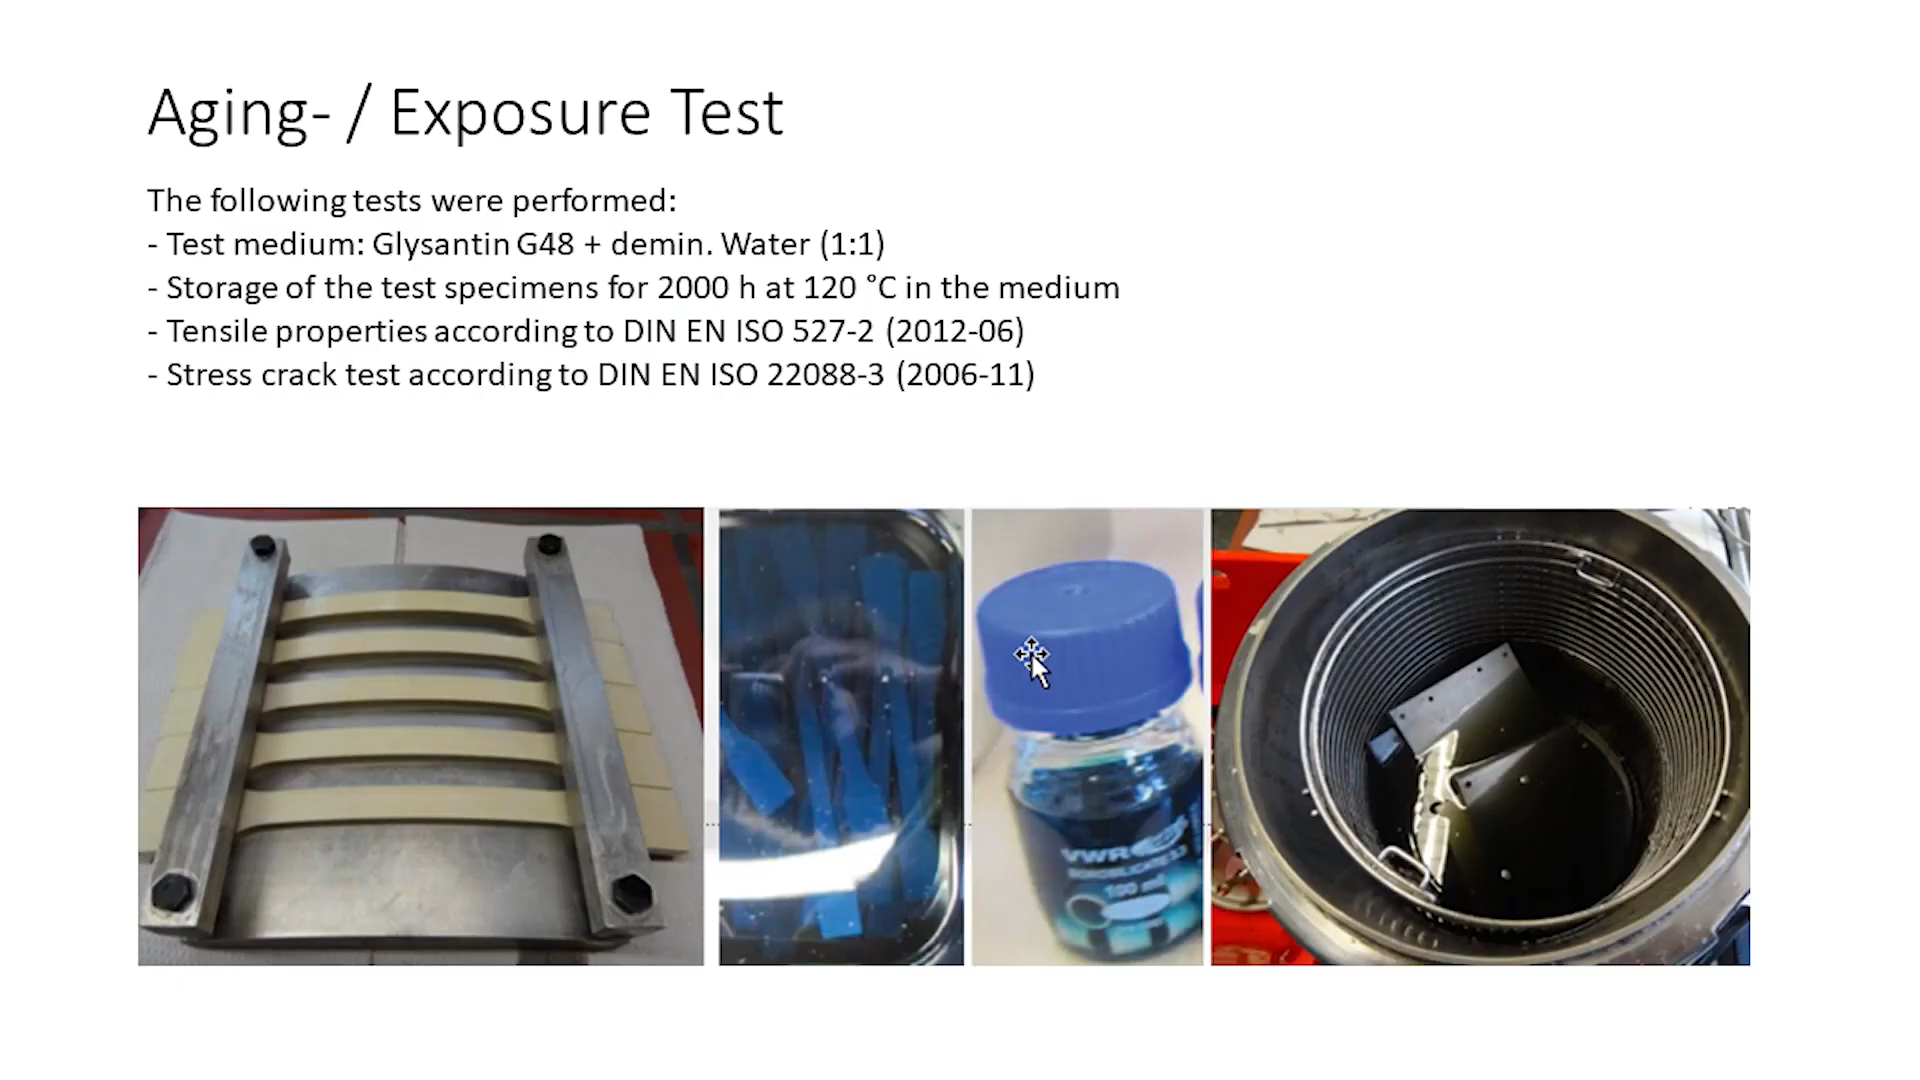 Aging- / Exposure Test
The following tests were performed:
- Test medium: Glysantin G48 + demin. Water (1:1)
- Storage of the test specimens for 2000 h at 120 °C in the medium
- Tensile properties according to DIN EN ISO 527-2 (2012-06)
- Stress crack test according to DIN EN ISO 22088-3 (2006-11)
VWR
100 ml